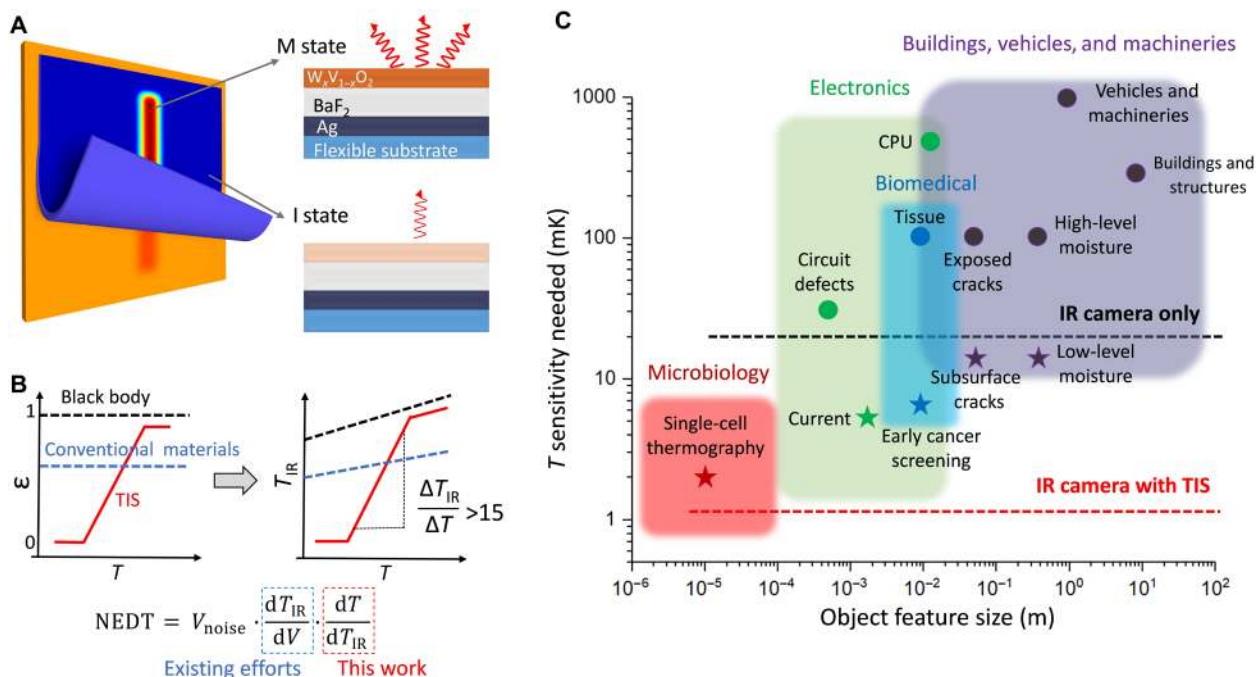 A
M state
WxV1−xO2
BaF2
Ag
Flexible substrate
I state
B
Black body
1
Conventional materials
ε
TIS
0
T
TIR
ΔTIR
ΔT
>15
T
NEDT = Vnoise · dTIR/dV · dT/dTIR
Existing efforts
This work
C
Buildings, vehicles, and machineries
Electronics
1000
Vehicles and
machineries
CPU
Buildings and
structures
Biomedical
Tissue
100
High-level
moisture
Exposed
cracks
Circuit
defects
IR camera only
Low-level
moisture
10
Subsurface
cracks
Microbiology
Single-cell
thermography
Current
Early cancer
screening
IR camera with TIS
1
T sensitivity needed (mK)
10⁻⁶ 10⁻⁵ 10⁻⁴ 10⁻³ 10⁻² 10⁻¹ 10⁰ 10¹ 10²
Object feature size (m)